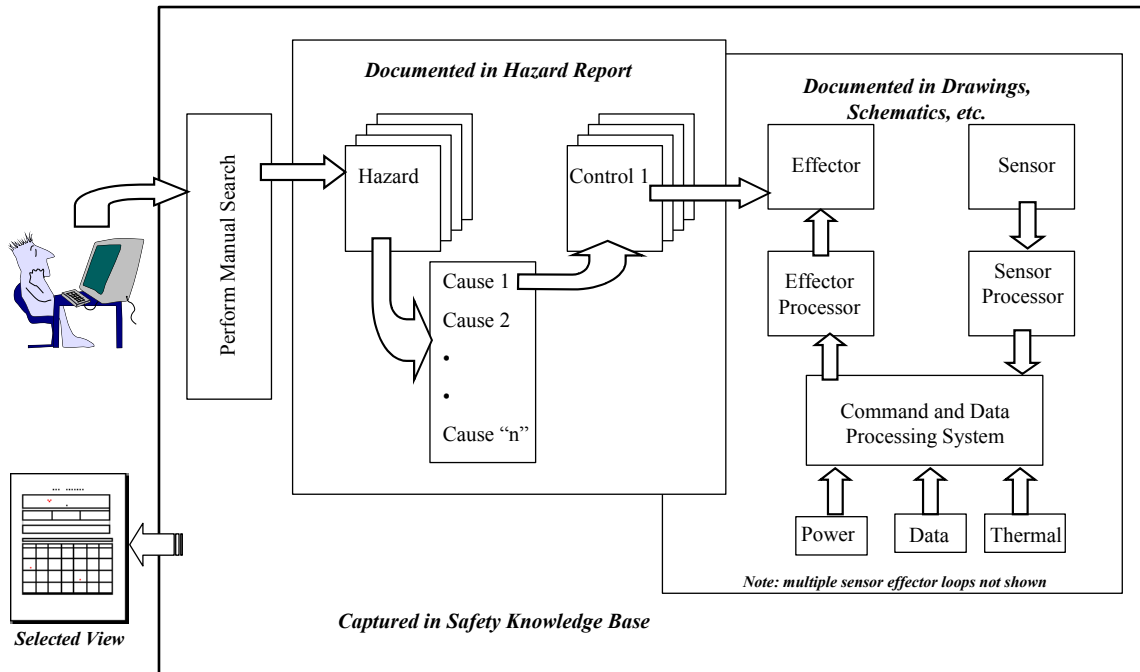 Documented in Hazard Report
Documented in Drawings,
Schematics, etc.
Perform Manual Search
Hazard
Control 1
Effector
Sensor
Cause 1
Cause 2
•
•
Cause “n”
Effector
Processor
Sensor
Processor
Command and Data
Processing System
Power
Data
Thermal
Note: multiple sensor effector loops not shown
Captured in Safety Knowledge Base
Selected View